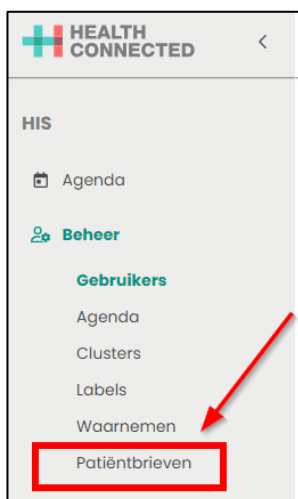 HEALTH
CONNECTED
HIS
Agenda
Beheer
Gebruikers
Agenda
Clusters
Labels
Waarnemen
Patiëntbrieven